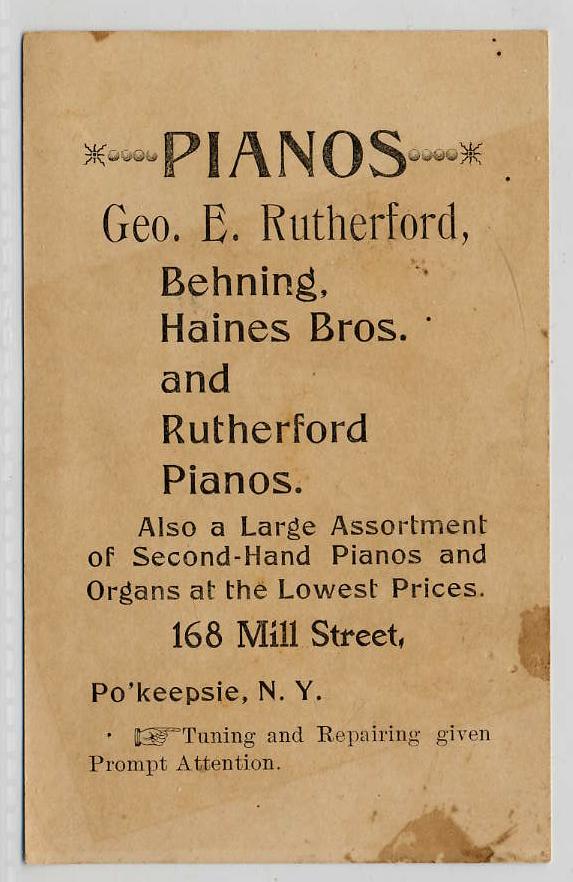 PIANOS
Geo. E. Rutherford,
Behning,
Haines Bros.
and
Rutherford
Pianos.
Also a Large Assortment
of Second-Hand Pianos and
Organs at the Lowest Prices.
168 Mill Street,
Po'keepsie, N. Y.
☞Tuning and Repairing given
Prompt Attention.